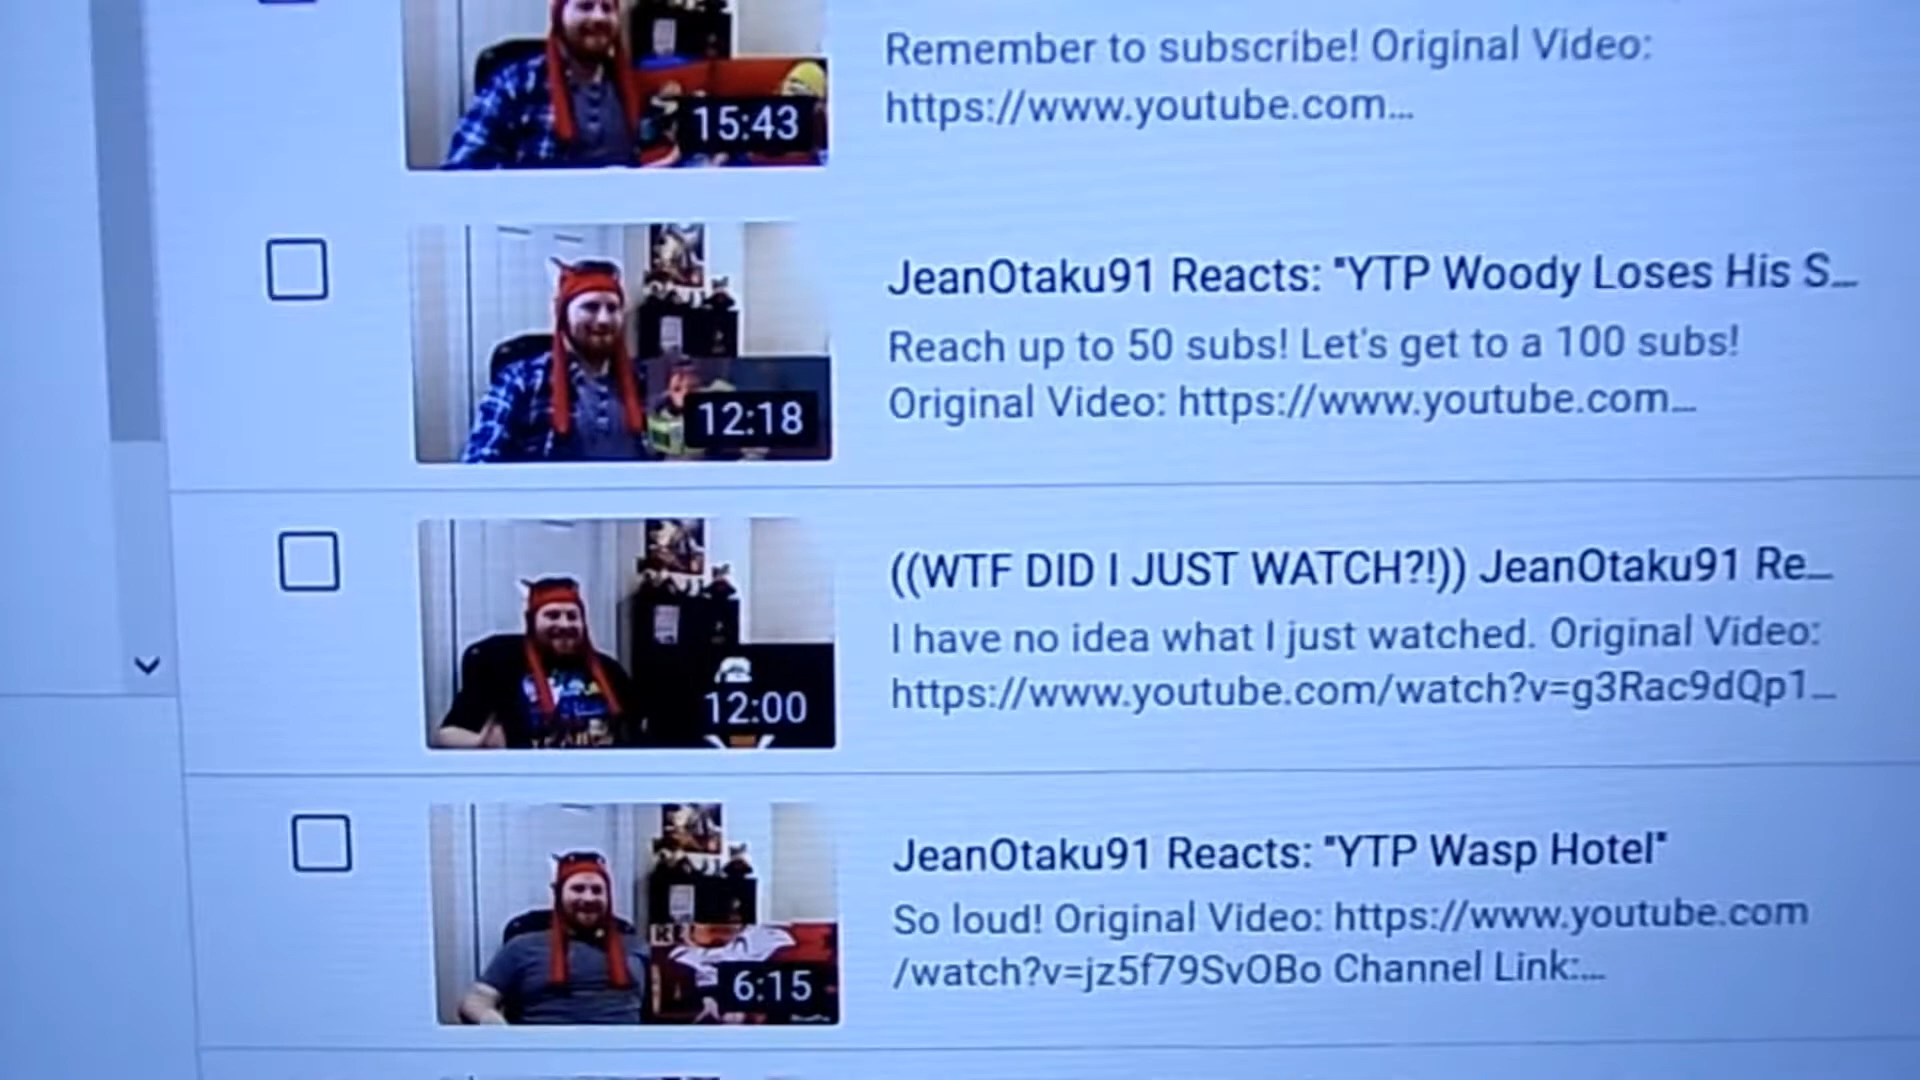 Remember to subscribe! Original Video:
https://www.youtube.com...
15:43
JeanOtaku91 Reacts: "YTP Woody Loses His S...
Reach up to 50 subs! Let's get to a 100 subs!
Original Video: https://www.youtube.com...
12:18
((WTF DID I JUST WATCH?!)) JeanOtaku91 Re...
I have no idea what I just watched. Original Video:
https://www.youtube.com/watch?v=g3Rac9dQp1...
12:00
JeanOtaku91 Reacts: "YTP Wasp Hotel"
So loud! Original Video: https://www.youtube.com
/watch?v=jz5f79SvOBo Channel Link:...
6:15